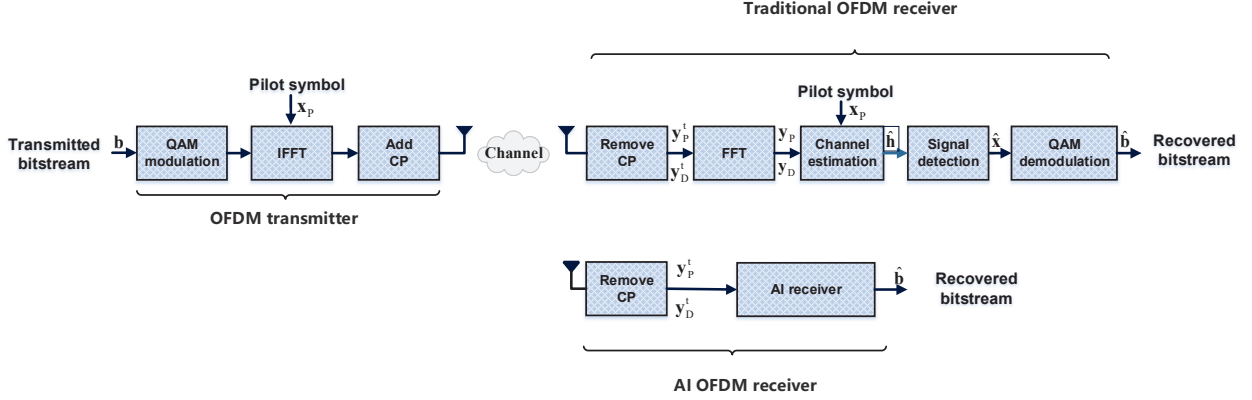 Traditional OFDM receiver
Pilot symbol
x_P
Transmitted
bitstream
b
QAM
modulation
IFFT
Add
CP
OFDM transmitter
Channel
Remove
CP
y_P^t
y_D^t
FFT
y_P
y_D
Pilot symbol
x_P
Channel
estimation
ĥ
Signal
detection
x̂
QAM
demodulation
b̂
Recovered
bitstream
Remove
CP
y_P^t
y_D^t
AI receiver
b̂
Recovered
bitstream
AI OFDM receiver